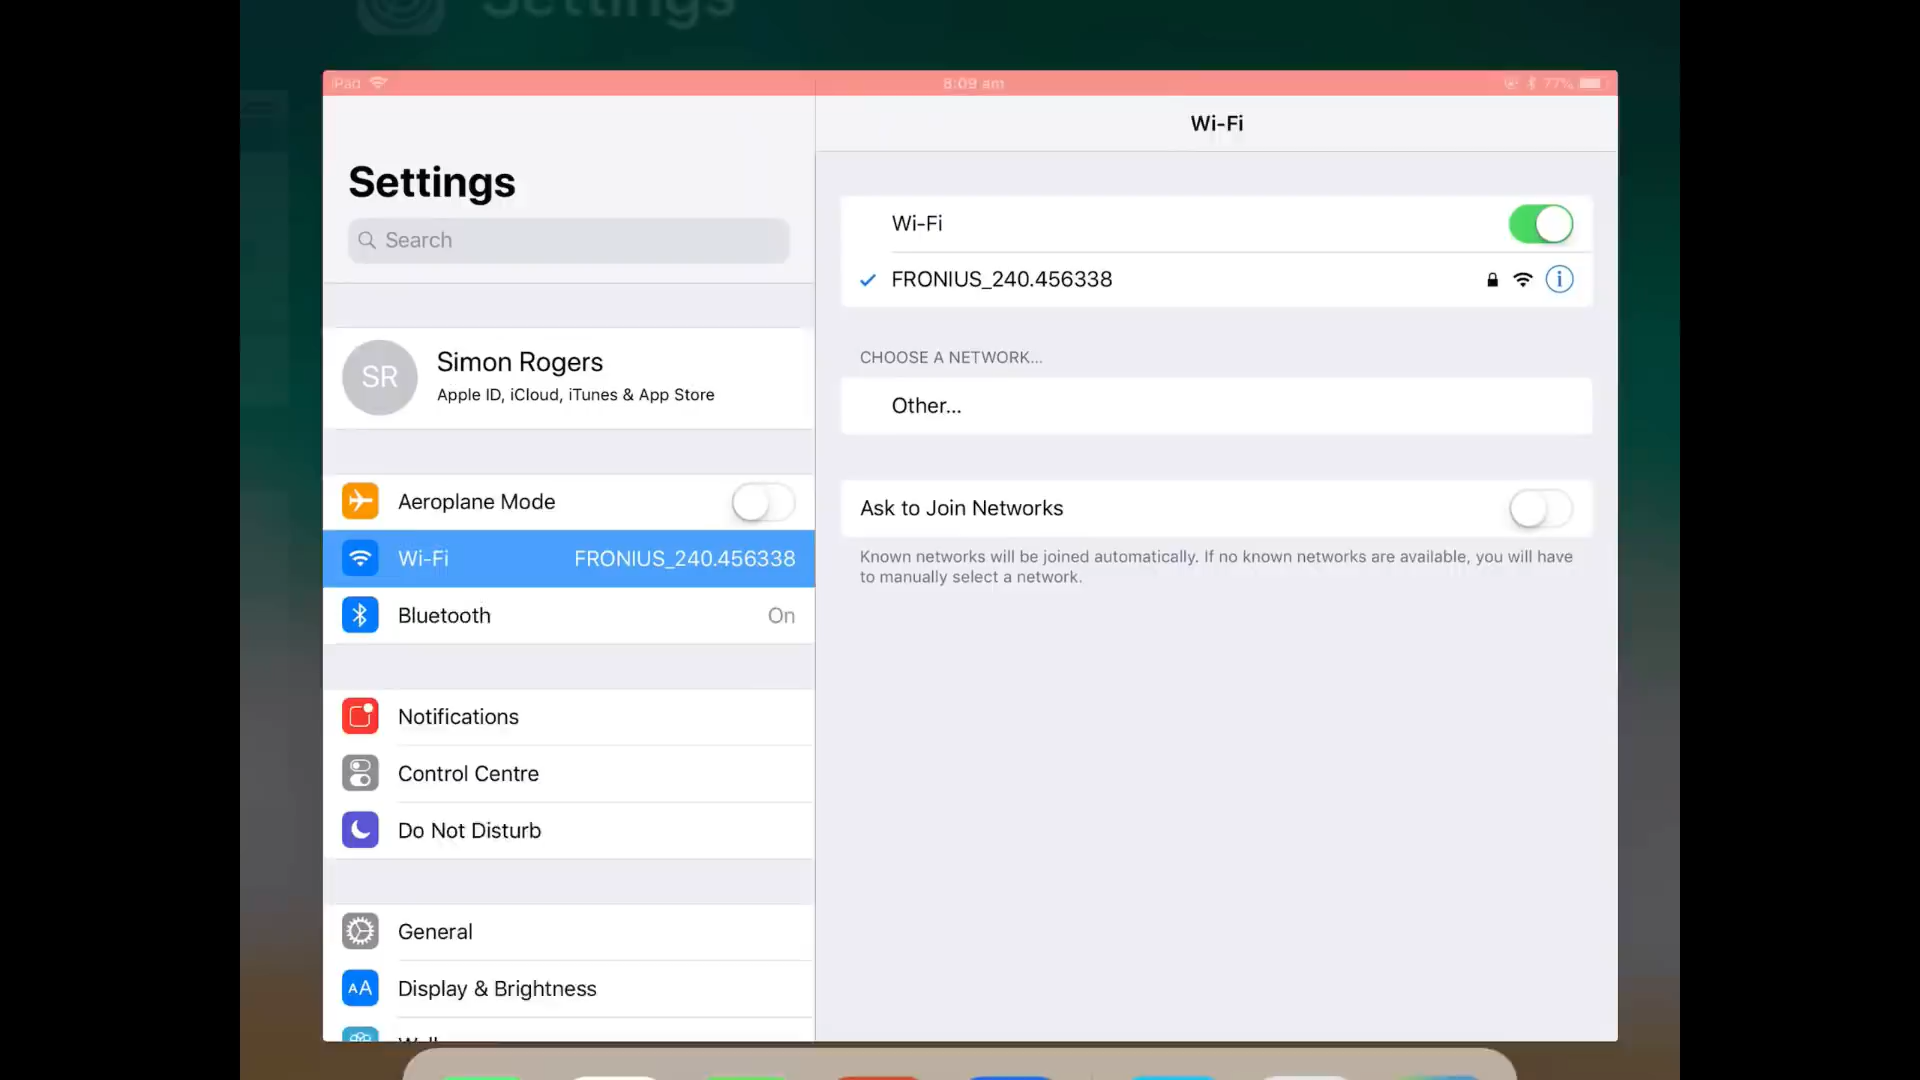 Settings
iPad
8:09 am
77%
Settings
Search
Simon Rogers
SR
Apple ID, iCloud, iTunes & App Store
Aeroplane Mode
Wi-Fi FRONIUS_240.456338
Bluetooth On
Notifications
Control Centre
Do Not Disturb
General
AA Display & Brightness
Wi-Fi
Wi-Fi
FRONIUS_240.456338
CHOOSE A NETWORK...
Other...
Ask to Join Networks
Known networks will be joined automatically. If no known networks are available, you will have
to manually select a network.